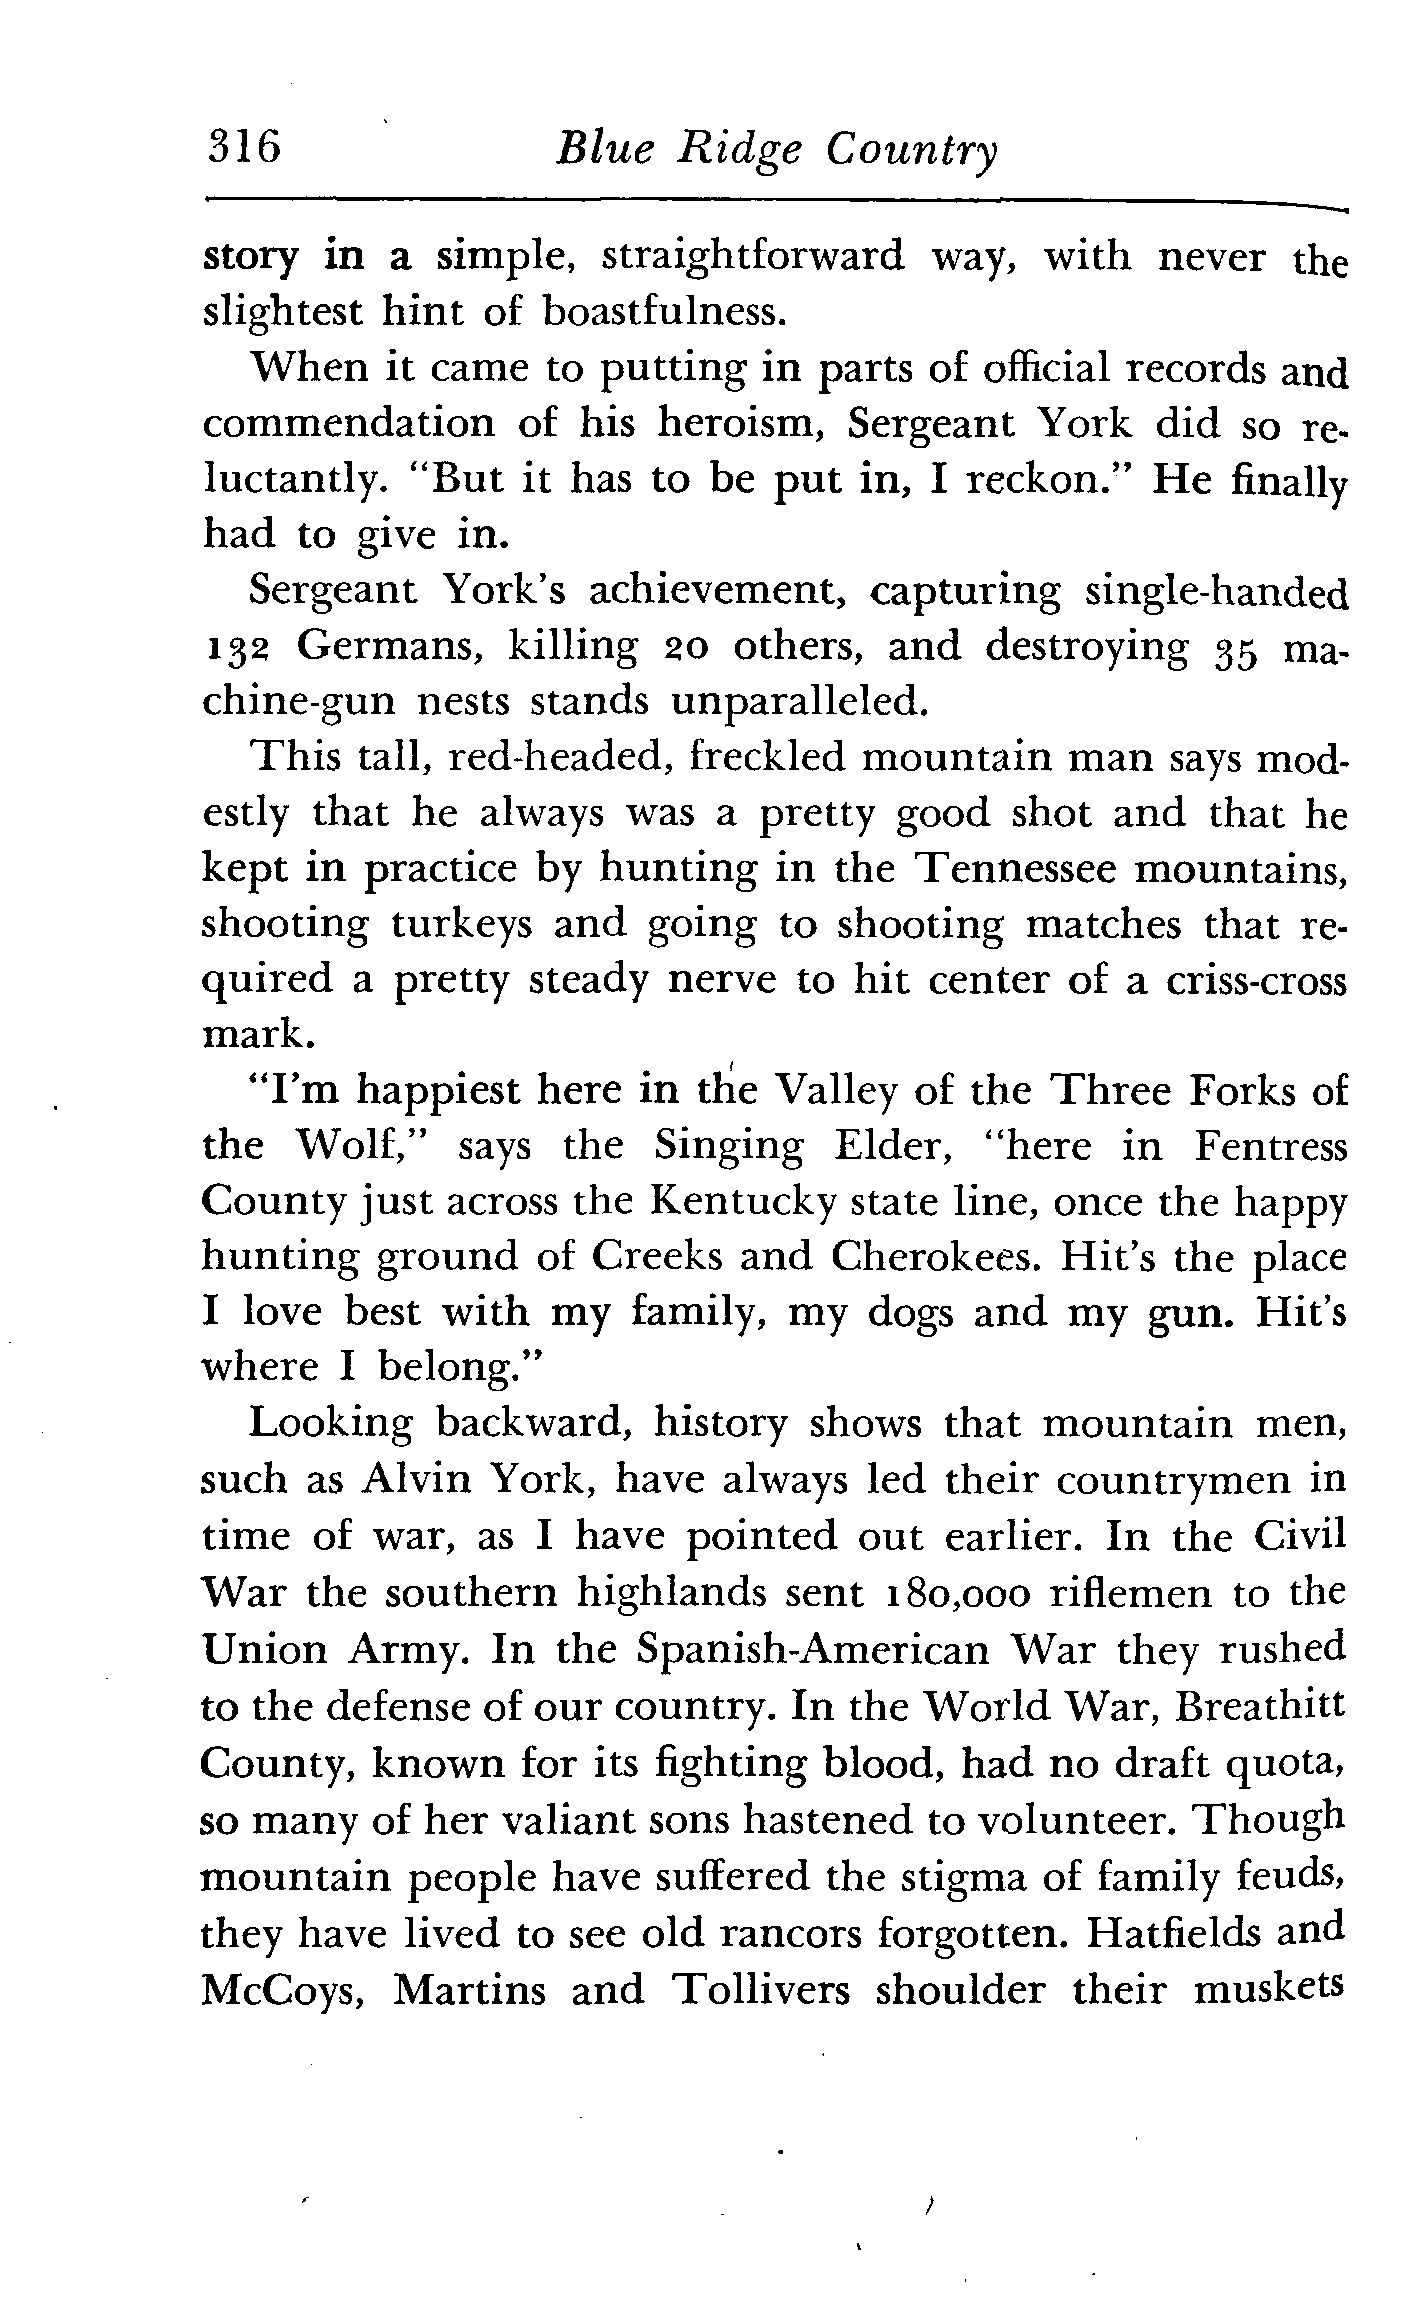 316 Blue Ridge Country
story in a simple, straightforward way, with never the
slightest hint of boastfulness.
When it came to putting in parts of official records and
commendation of his heroism, Sergeant York did so re-
luctantly. "But it has to be put in, I reckon." He finally
had to give in.
Sergeant York's achievement, capturing single-handed
132 Germans, killing 20 others, and destroying 35 ma-
chine-gun nests stands unparalleled.
This tall, red-headed, freckled mountain man says mod-
estly that he always was a pretty good shot and that he
kept in practice by hunting in the Tennessee mountains,
shooting turkeys and going to shooting matches that re-
quired a pretty steady nerve to hit center of a criss-cross
mark.
"I'm happiest here in the Valley of the Three Forks of
the Wolf," says the Singing Elder, "here in Fentress
County just across the Kentucky state line, once the happy
hunting ground of Creeks and Cherokees. Hit's the place
I love best with my family, my dogs and my gun. Hit's
where I belong."
Looking backward, history shows that mountain men,
such as Alvin York, have always led their countrymen in
time of war, as I have pointed out earlier. In the Civil
War the southern highlands sent 180,000 riflemen to the
Union Army. In the Spanish-American War they rushed
to the defense of our country. In the World War, Breathitt
County, known for its fighting blood, had no draft quota,
so many of her valiant sons hastened to volunteer. Though
mountain people have suffered the stigma of family feuds,
they have lived to see old rancors forgotten. Hatfields and
McCoys, Martins and Tollivers shoulder their muskets